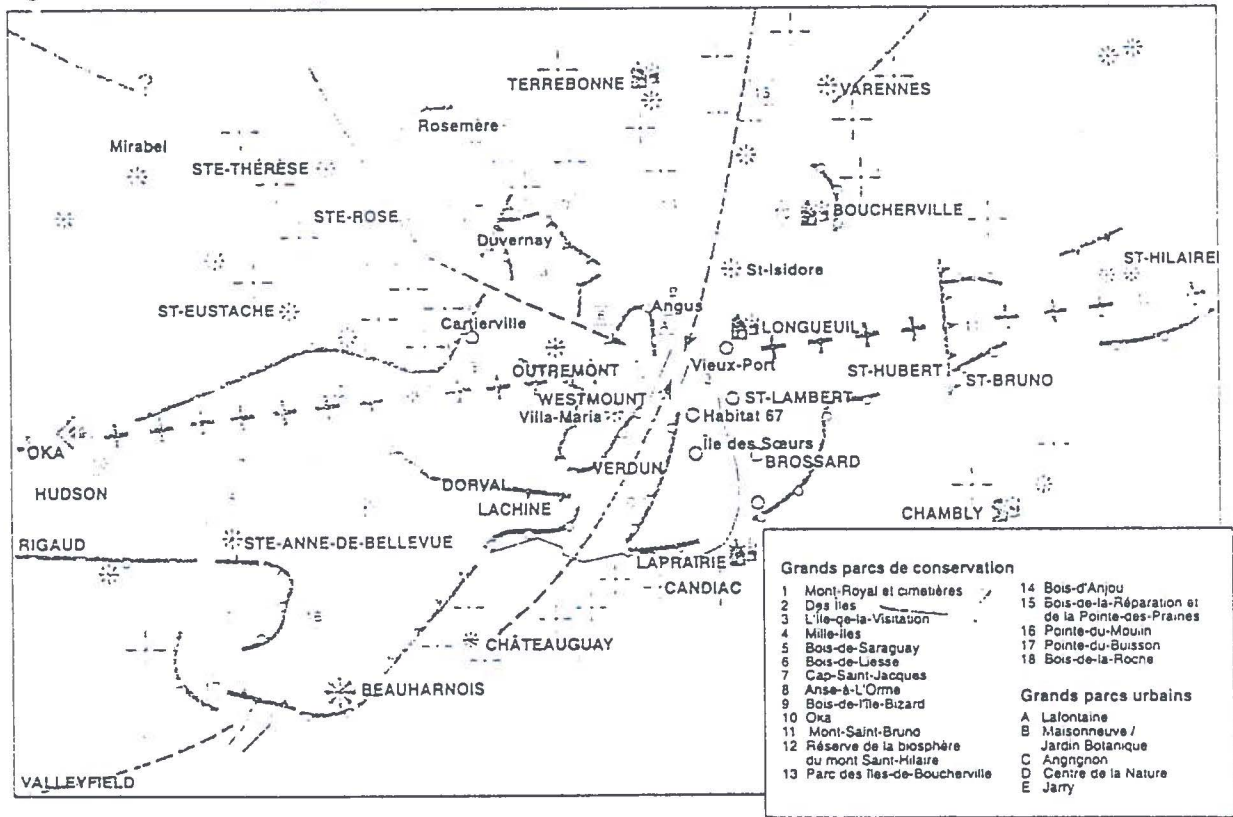 TERREBONNE
VARENNES
Rosemère
Mirabel
STE-THÉRÈSE
STE-ROSE
BOUCHERVILLE
Duvernay
ST-HILAIRE
St-Isidore
ST-EUSTACHE
Angus
Cartierville
LONGUEUIL
OUTREMONT
Vieux-Port
ST-HUBERT
ST-BRUNO
WESTMOUNT
ST-LAMBERT
Villa-Maria
Habitat 67
OKA
Île des Sœurs
VERDUN
BROSSARD
HUDSON
DORVAL
LACHINE
CHAMBLY
RIGAUD
STE-ANNE-DE-BELLEVUE
LAPRAIRIE
CANDIAC
CHÂTEAUGUAY
BEAUHARNOIS
VALLEYFIELD
Grands parcs de conservation
1 Mont-Royal et cimetières
2 Des Îles
3 L'Île-de-la-Visitation
4 Mille-Îles
5 Bois-de-Saraguay
6 Bois-de-Liesse
7 Cap-Saint-Jacques
8 Anse-à-L'Orme
9 Bois-de-l'Île-Bizard
10 Oka
11 Mont-Saint-Bruno
12 Réserve de la biosphère
du mont Saint-Hilaire
13 Parc des Îles-de-Boucherville
14 Bois-d'Anjou
15 Bois-de-la-Réparation et
de la Pointe-des-Prairies
16 Pointe-du-Moulin
17 Pointe-du-Buisson
18 Bois-de-la-Roche
Grands parcs urbains
A Lafontaine
B Maisonneuve /
Jardin Botanique
C Angrignon
D Centre de la Nature
E Jarry